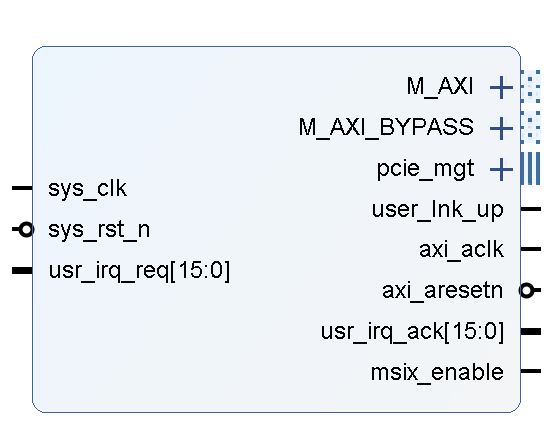 M_AXI
M_AXI_BYPASS
pcie_mgt
sys_clk
user_lnk_up
sys_rst_n
axi_aclk
usr_irq_req[15:0]
axi_aresetn
usr_irq_ack[15:0]
msix_enable